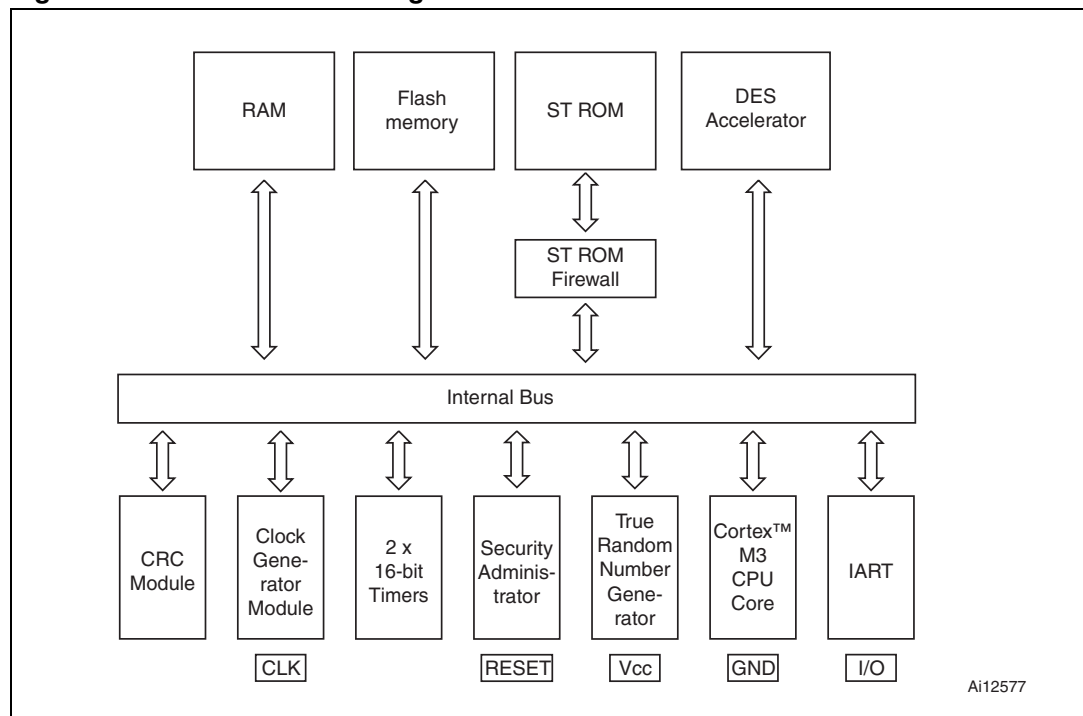 RAM
Flash
memory
ST ROM
DES
Accelerator
ST ROM
Firewall
Internal Bus
CRC
Module
Clock
Gene-
rator
Module
2 x
16-bit
Timers
Security
Adminis-
trator
True
Random
Number
Gene-
rator
Cortex™
M3
CPU
Core
IART
CLK
RESET
Vcc
GND
I/O
Ai12577